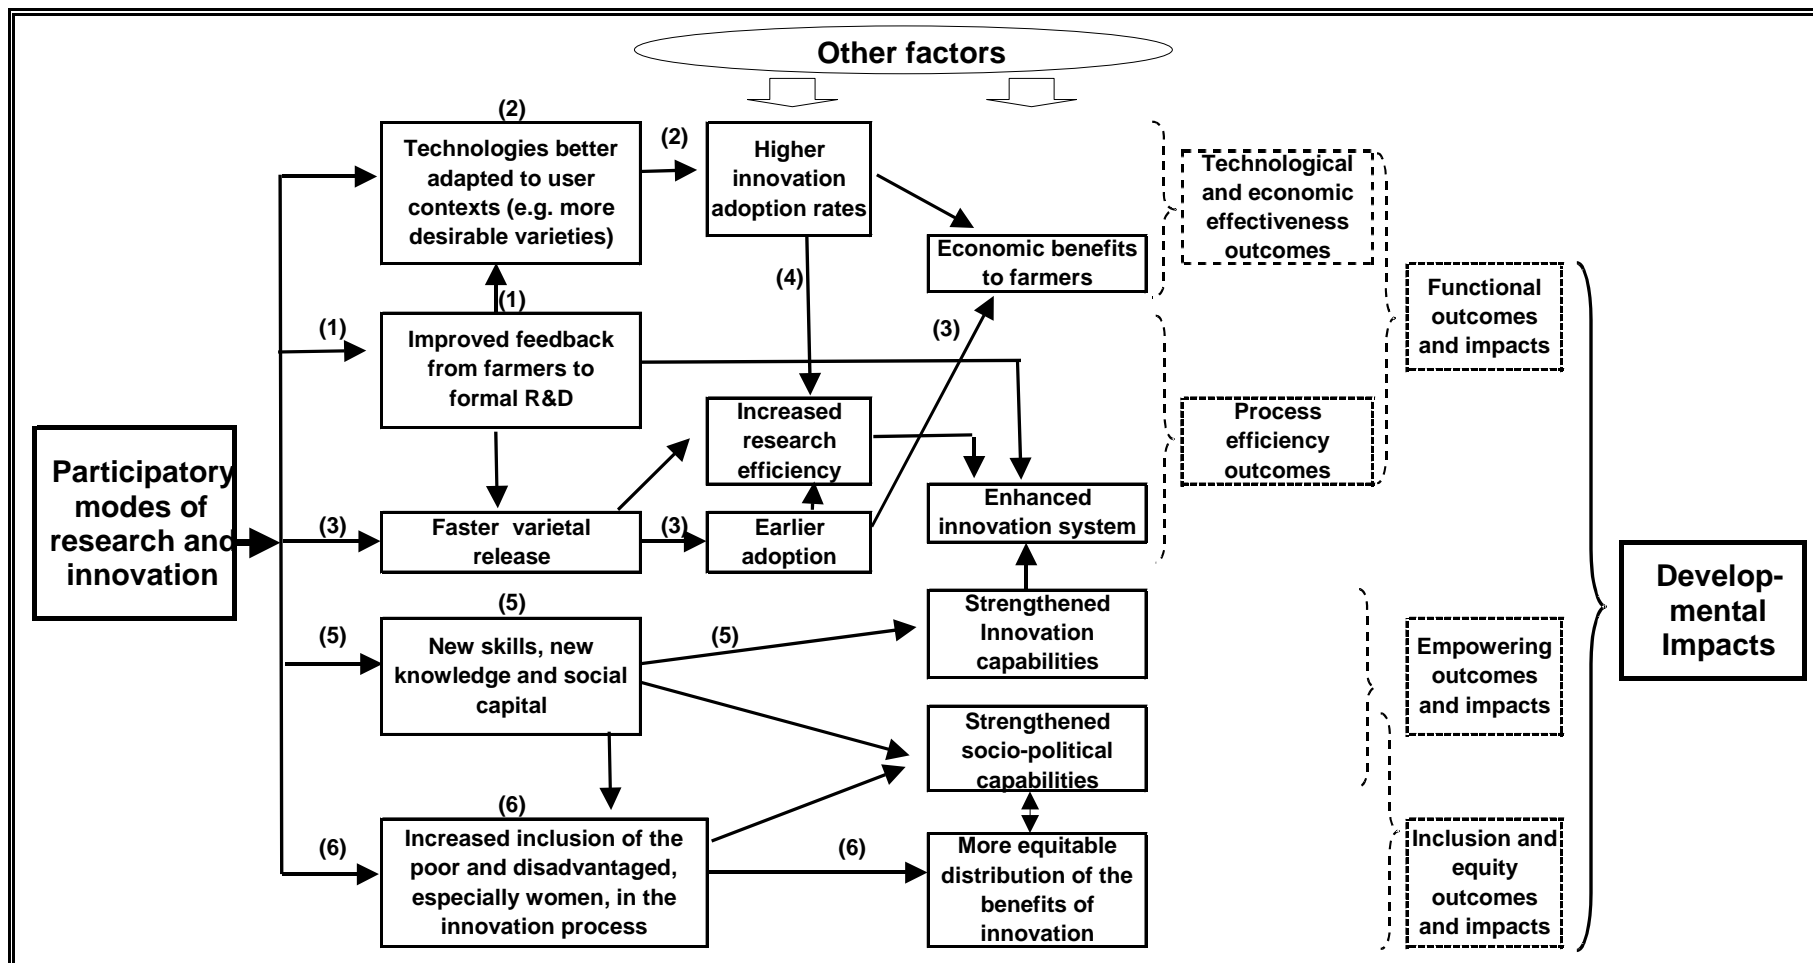 Other factors
(2)
Technologies better
adapted to user
contexts (e.g. more
desirable varieties)
(2)
Higher
innovation
adoption rates
Technological
and economic
effectiveness
outcomes
Economic benefits
to farmers
(4)
(1)
(1)
Improved feedback
from farmers to
formal R&D
(3)
Functional
outcomes
and impacts
Increased
research
efficiency
Process
efficiency
outcomes
Participatory
modes of
research and
innovation
Enhanced
innovation system
(3)
Faster varietal
release
(3)
Earlier
adoption
Develop-
mental
Impacts
(5)
(5)
New skills, new
knowledge and social
capital
(5)
Strengthened
Innovation
capabilities
Empowering
outcomes
and impacts
Strengthened
socio-political
capabilities
(6)
(6)
Increased inclusion of the
poor and disadvantaged,
especially women, in the
innovation process
(6)
More equitable
distribution of the
benefits of
innovation
Inclusion and
equity
outcomes
and impacts